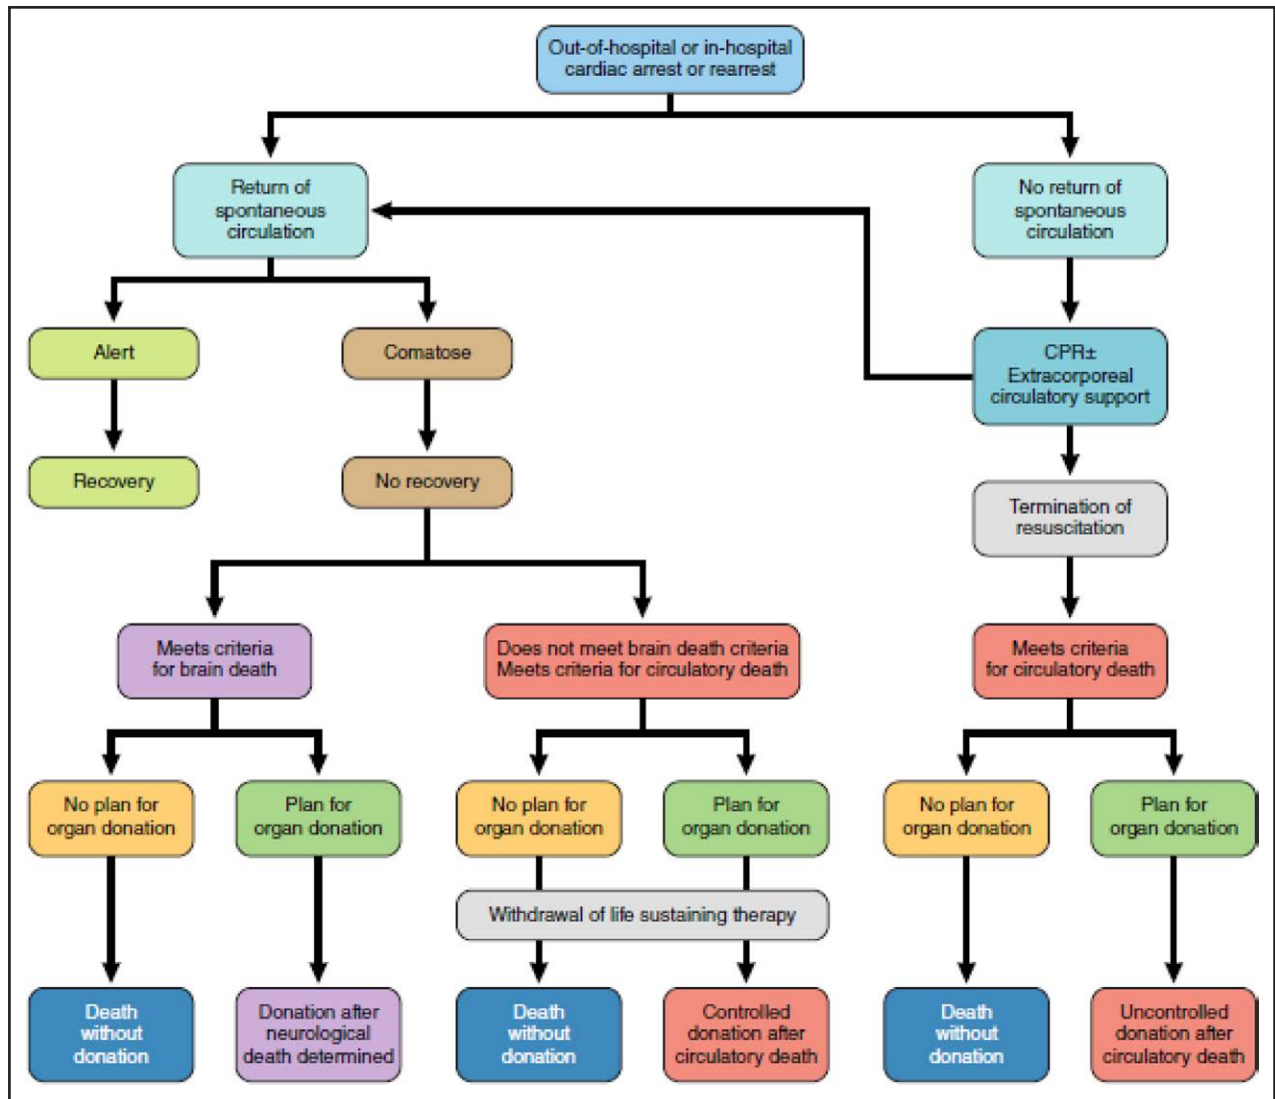 Out-of-hospital or in-hospital
cardiac arrest or rearrest
Return of
spontaneous
circulation
No return of
spontaneous
circulation
Alert
Comatose
CPR±
Extracorporeal
circulatory support
Recovery
No recovery
Termination of
resuscitation
Meets criteria
for brain death
Does not meet brain death criteria
Meets criteria for circulatory death
Meets criteria
for circulatory death
No plan for
organ donation
Plan for
organ donation
No plan for
organ donation
Plan for
organ donation
No plan for
organ donation
Plan for
organ donation
Withdrawal of life sustaining therapy
Death
without
donation
Donation after
neurological
death determined
Death
without
donation
Controlled
donation after
circulatory death
Death
without
donation
Uncontrolled
donation after
circulatory death